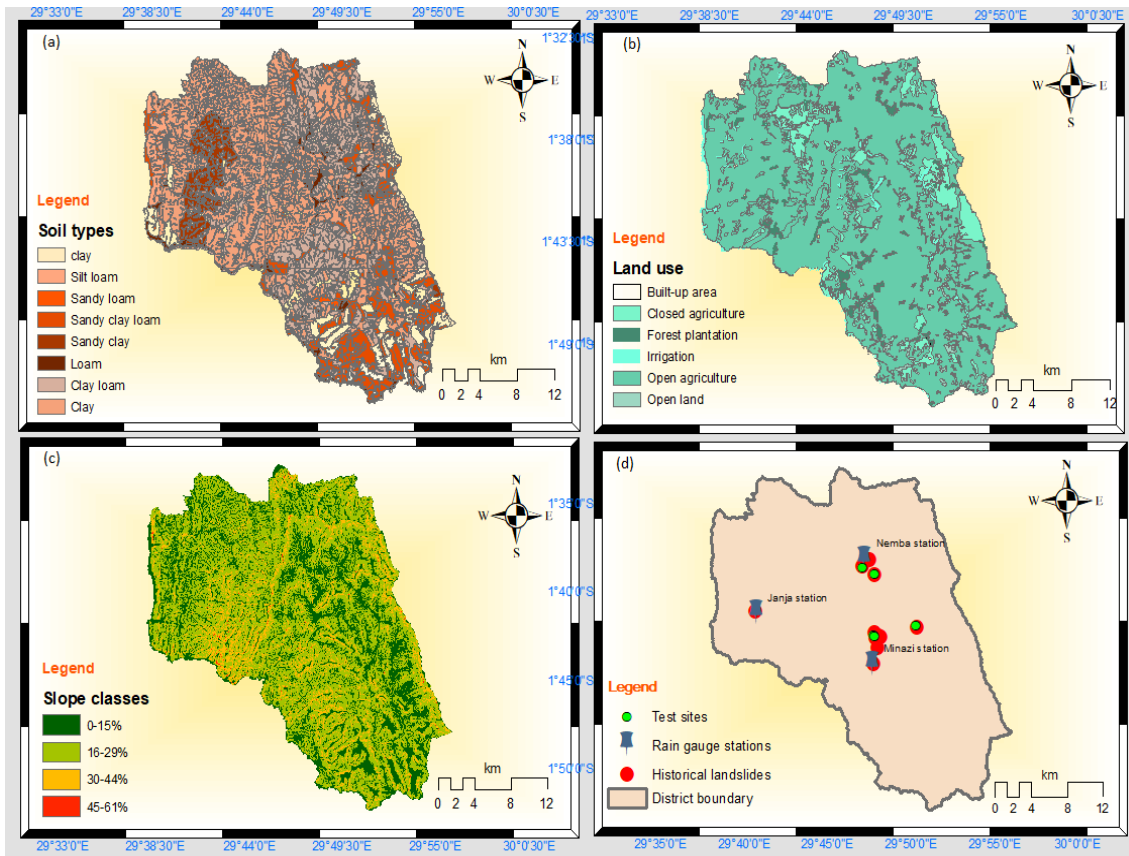 29°33'0"E 29°38'30"E 29°44'0"E 29°49'30"E 29°55'0"E 30°0'30"E
29°33'0"E 29°38'30"E 29°44'0"E 29°49'30"E 29°55'0"E 30°0'30"E
(a)
N
W E
S
Legend
Soil types
clay
Silt loam
Sandy loam
Sandy clay loam
Sandy clay
Loam
Clay loam
Clay
km
0 2 4 8 12
1°32'30"S
1°38'0"S
1°43'30"S
1°49'0"S
(b)
N
W E
S
Legend
Land use
Built-up area
Closed agriculture
Forest plantation
Irrigation
Open agriculture
Open land
km
0 2 4 8 12
(c)
N
W E
S
Legend
Slope classes
0-15%
16-29%
30-44%
45-61%
km
0 2 4 8 12
1°35'0"S
1°40'0"S
1°45'0"S
1°50'0"S
(d)
N
W E
S
Nemba station
Janja station
Minazi station
Legend
Test sites
Rain gauge stations
Historical landslides
District boundary
km
0 2 4 8 12
29°33'0"E 29°38'30"E 29°44'0"E 29°49'30"E 29°55'0"E 30°0'30"E
29°35'0"E 29°40'0"E 29°45'0"E 29°50'0"E 29°55'0"E 30°0'0"E